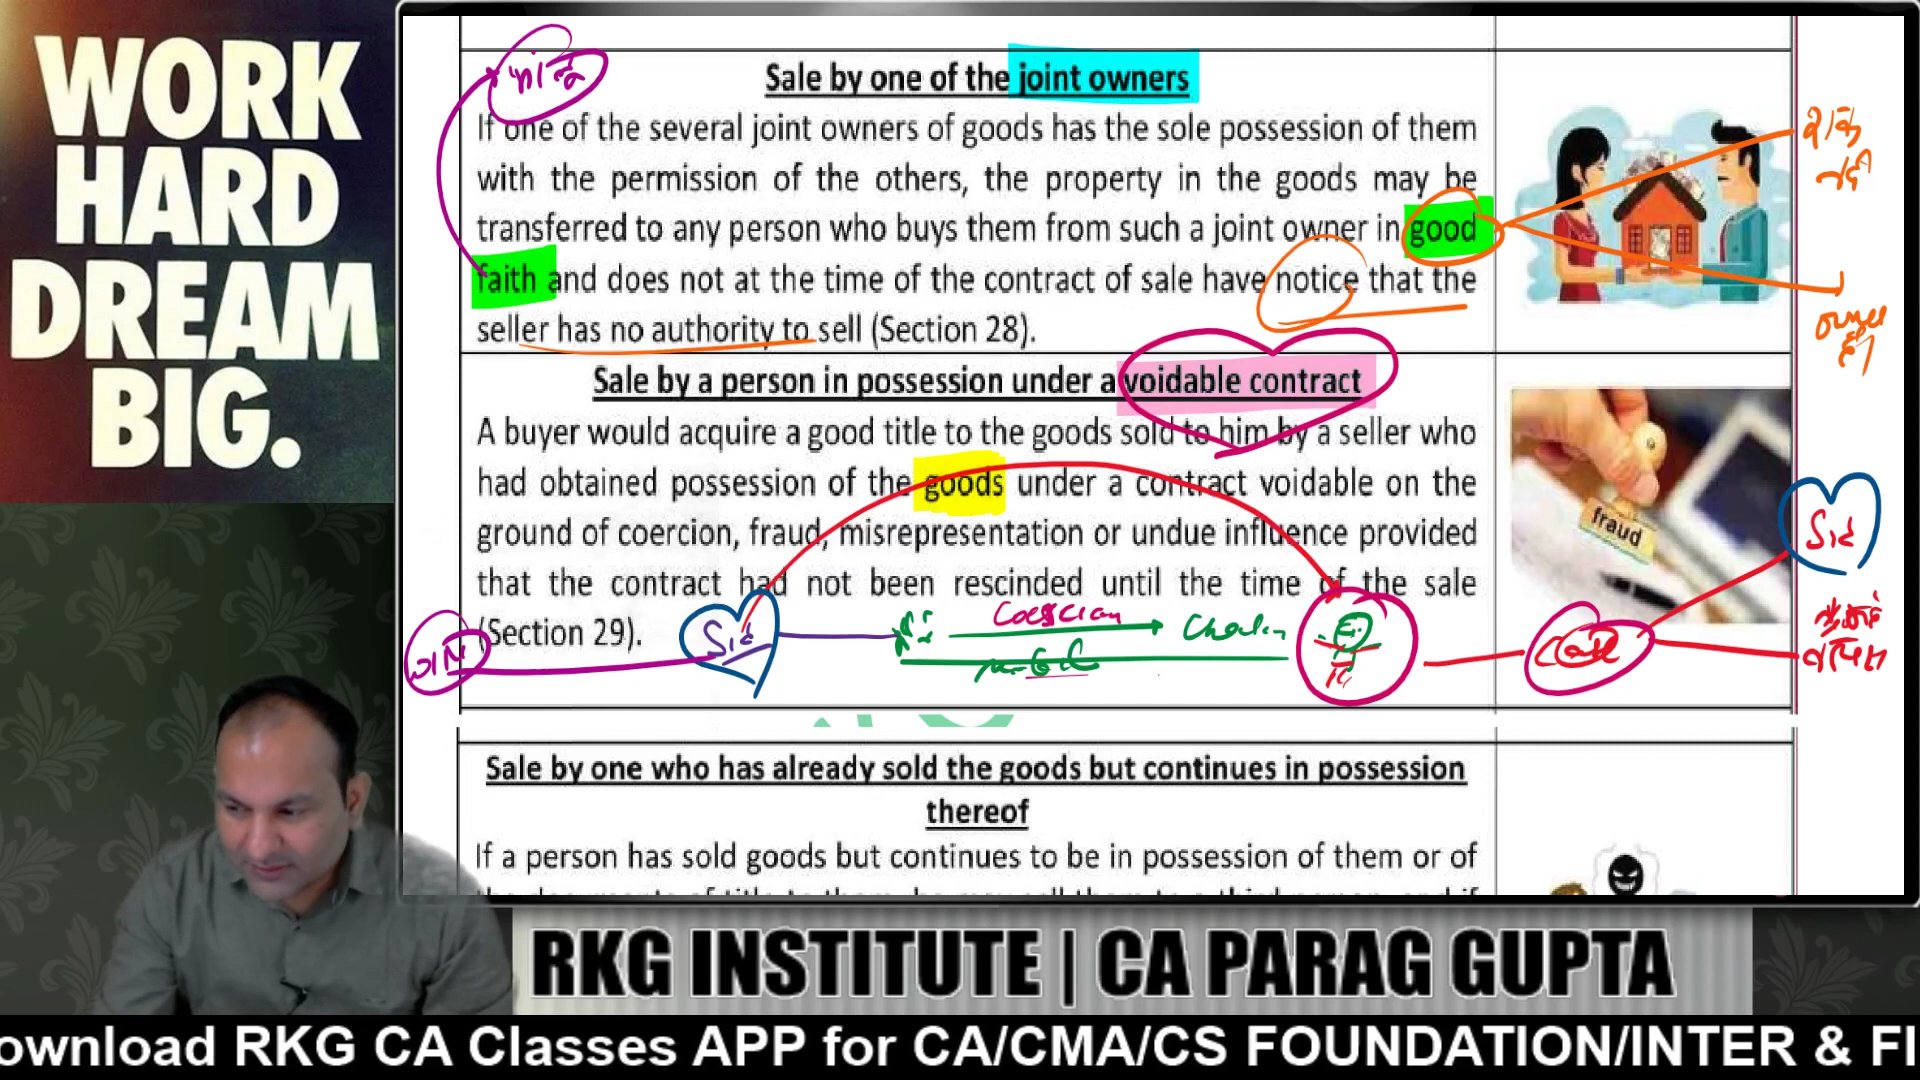 WORK
HARD
DREAM
BIG.
Sale by one of the joint owners
If one of the several joint owners of goods has the sole possession of them
with the permission of the others, the property in the goods may be
transferred to any person who buys them from such a joint owner in good
faith and does not at the time of the contract of sale have notice that the
seller has no authority to sell (Section 28).
owner
Sale by a person in possession under a voidable contract
A buyer would acquire a good title to the goods sold to him by a seller who
had obtained possession of the goods under a contract voidable on the
ground of coercion, fraud, misrepresentation or undue influence provided
that the contract had not been rescinded until the time of the sale
(Section 29).
fraud
Sid
Sid
Sale by one who has already sold the goods but continues in possession
thereof
If a person has sold goods but continues to be in possession of them or of
RKG INSTITUTE | CA PARAG GUPTA
ownload RKG CA Classes APP for CA/CMA/CS FOUNDATION/INTER & FI